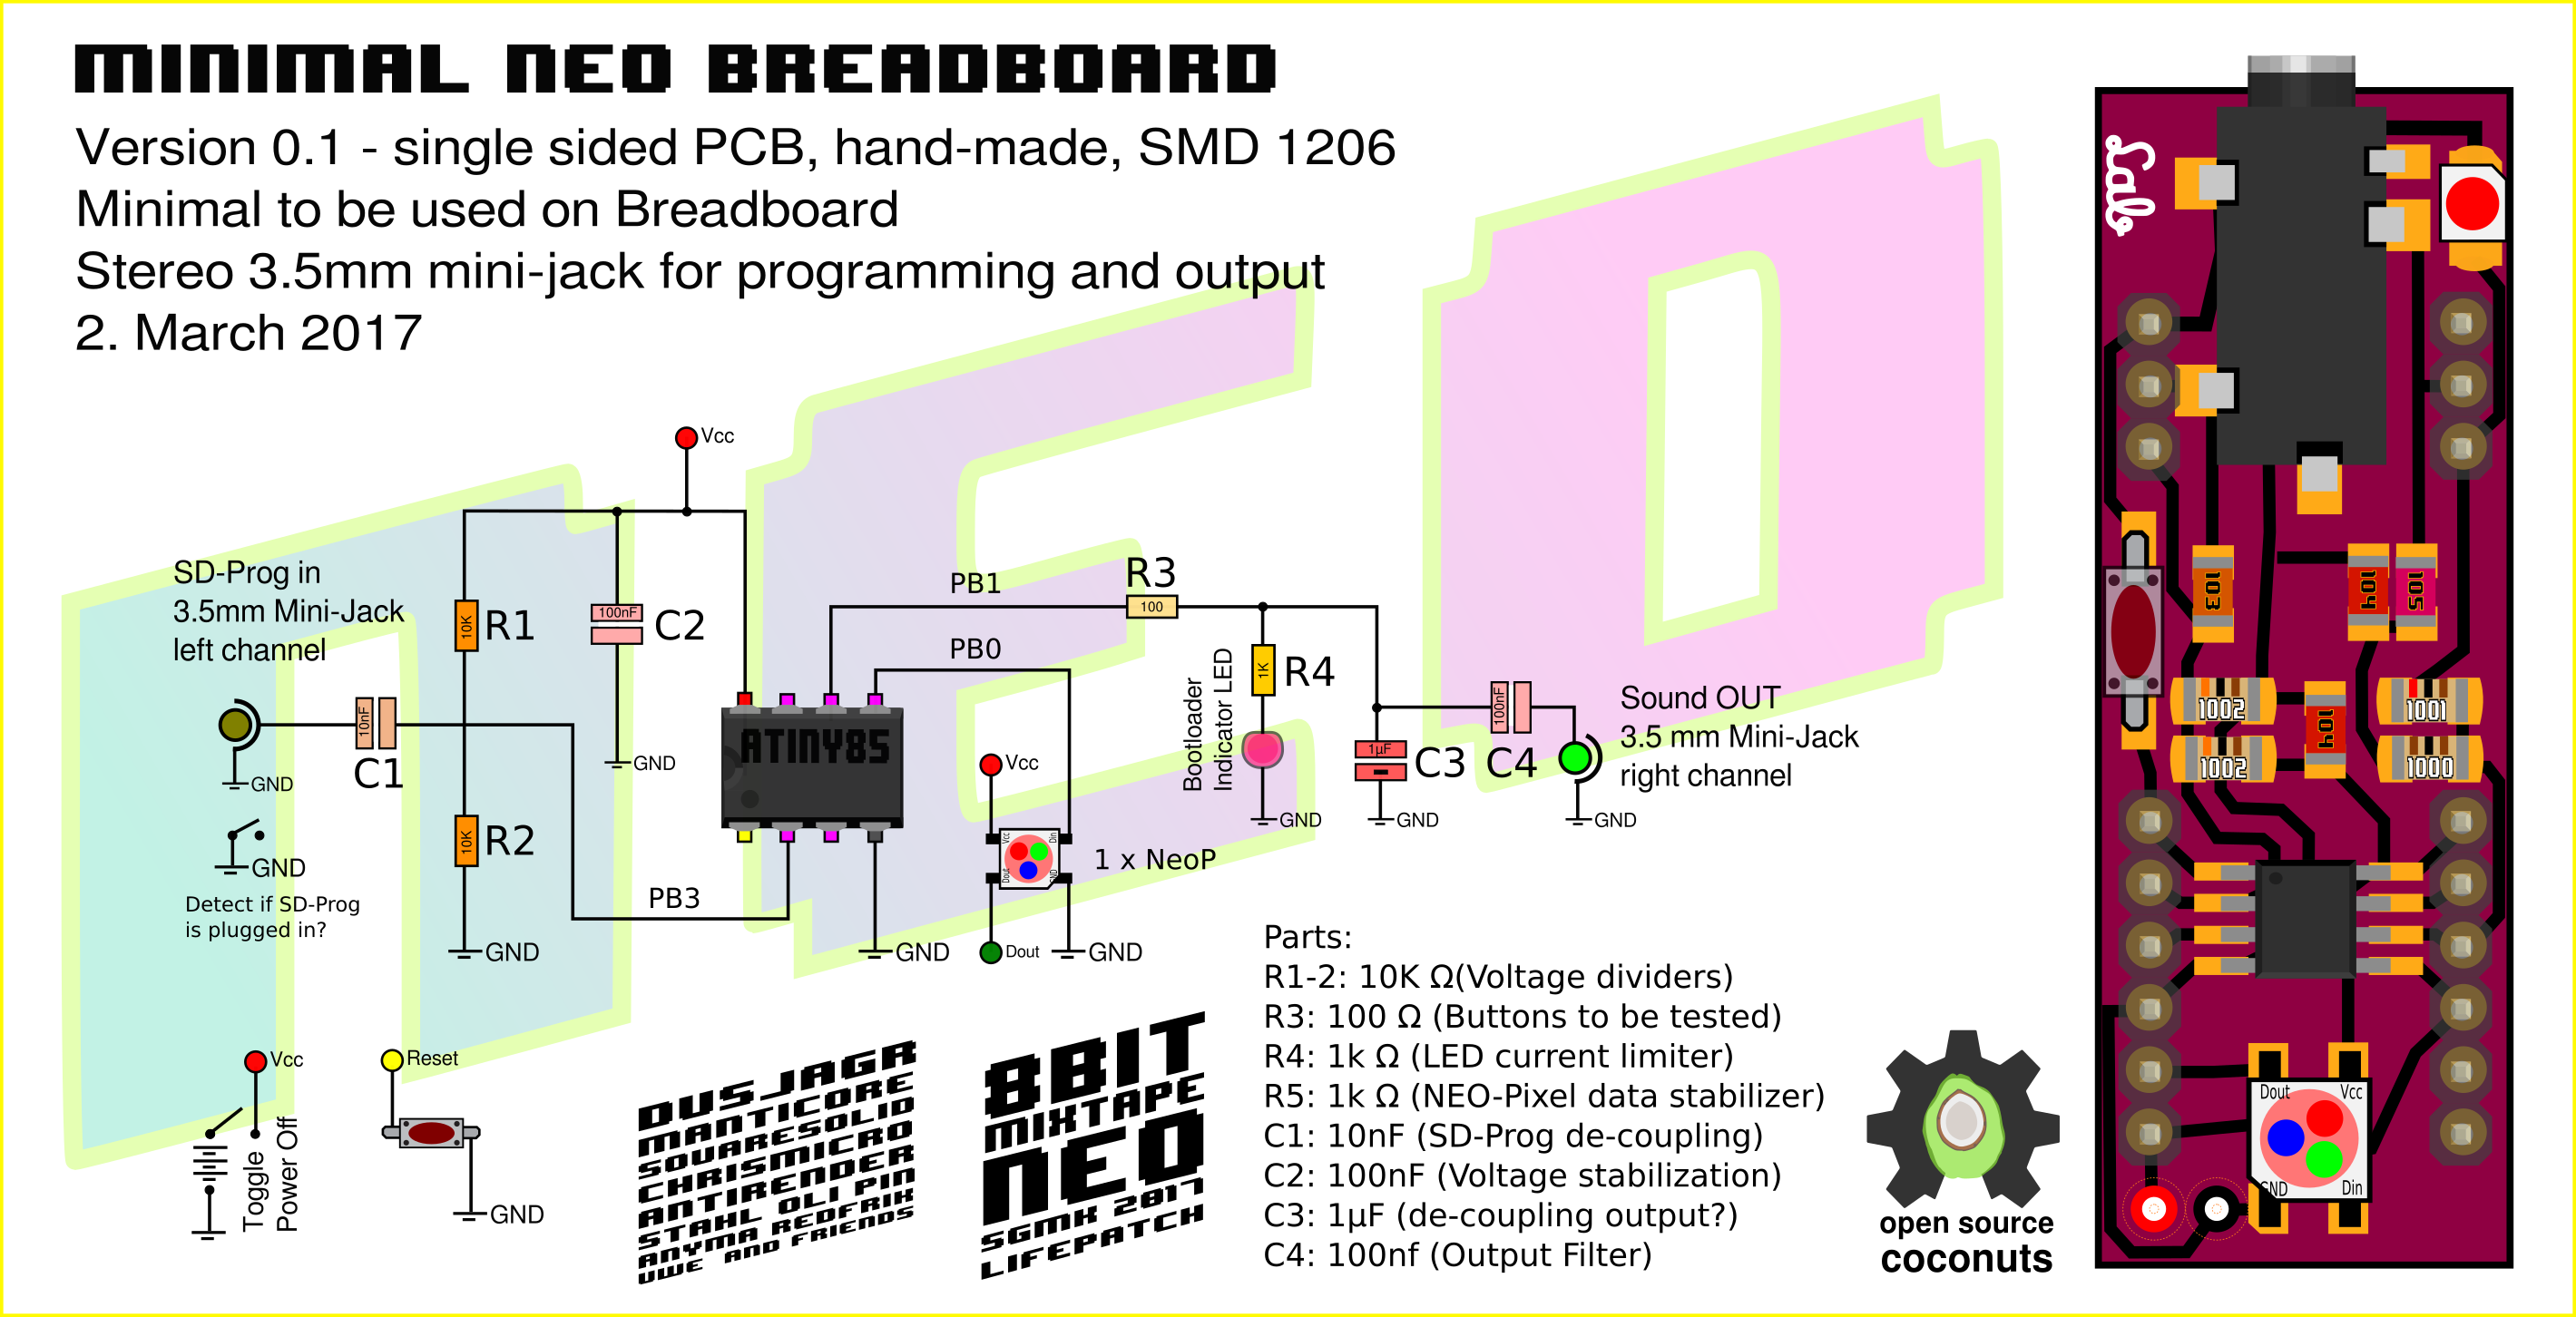 MINIMAL NEO BREADBOARD
Version 0.1 - single sided PCB, hand-made, SMD 1206
Minimal to be used on Breadboard
Stereo 3.5mm mini-jack for programming and output
2. March 2017
neo
Vcc
SD-Prog in
3.5mm Mini-Jack
left channel
10K
R1
100nF
C2
PB1
R3
100
PB0
1K
R4
Bootloader
Indicator LED
10nF
C1
GND
GND
ATINY85
Vcc
1µF
C3
100nF
C4
Sound OUT
3.5 mm Mini-Jack
right channel
GND
GND
GND
GND
Detect if SD-Prog
is plugged in?
10K
R2
PB3
Vcc
Din
Dout
GND
1 x NeoP
GND
GND
Dout
GND
Vcc
Toggle
Power Off
Reset
GND
DUSJAGR
MANTICORE
SQUARESOLID
CHRISMICRO
ANTIRENDER
STAHL OLI PIN
ANYMA REDFRIK
UWE AND FRIENDS
8BIT
MIXTAPE
NEO
SGMK 2017
LIFEPATCH
Parts:
R1-2: 10K Ω(Voltage dividers)
R3: 100 Ω (Buttons to be tested)
R4: 1k Ω (LED current limiter)
R5: 1k Ω (NEO-Pixel data stabilizer)
C1: 10nF (SD-Prog de-coupling)
C2: 100nF (Voltage stabilization)
C3: 1µF (de-coupling output?)
C4: 100nf (Output Filter)
open source
coconuts
103
104
105
1002
104
1001
1002
1000
Dout
Vcc
GND
Din